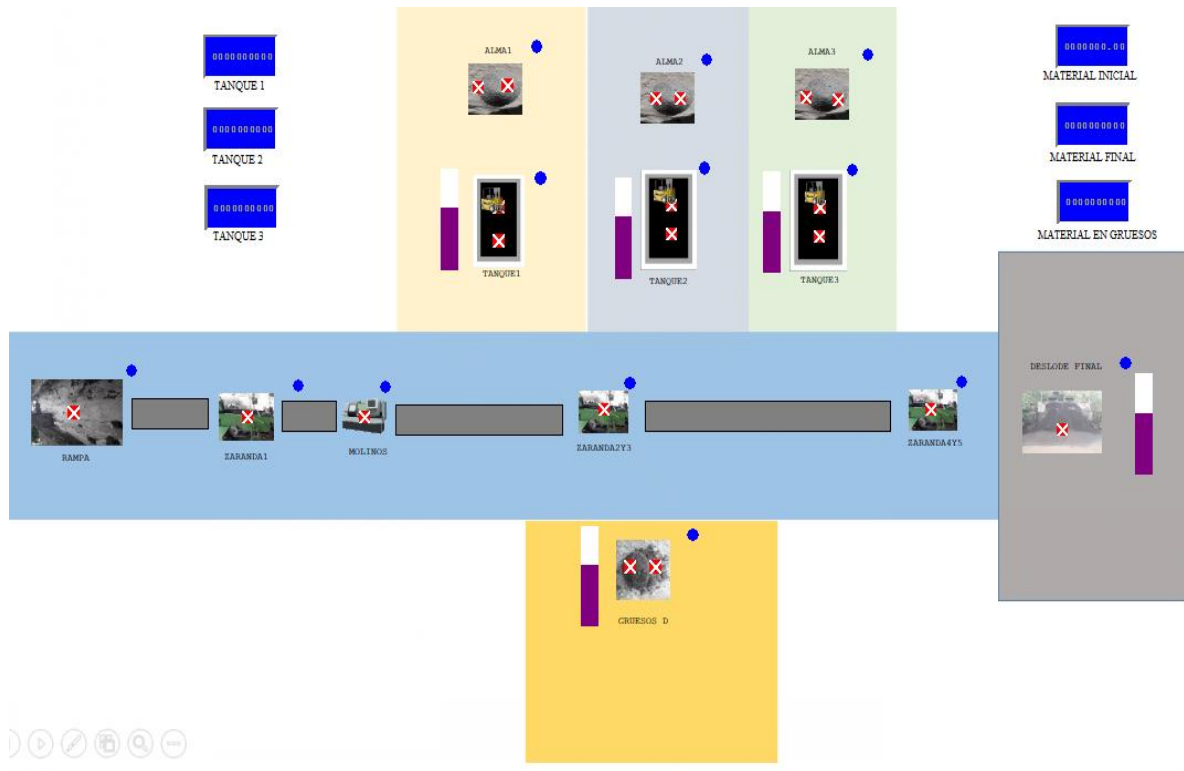 0000000000
TANQUE 1
0000000000
TANQUE 2
0000000000
TANQUE 3
ALMA1
ALMA2
ALMA3
TANQUE1
TANQUE2
TANQUE3
0000000.00
MATERIAL INICIAL
0000000000
MATERIAL FINAL
0000000000
MATERIAL EN GRUESOS
RAMPA
ZARANDA1
MOLINOS
ZARANDA2Y3
ZARANDA4Y5
DESLODE FINAL
GRUESOS D